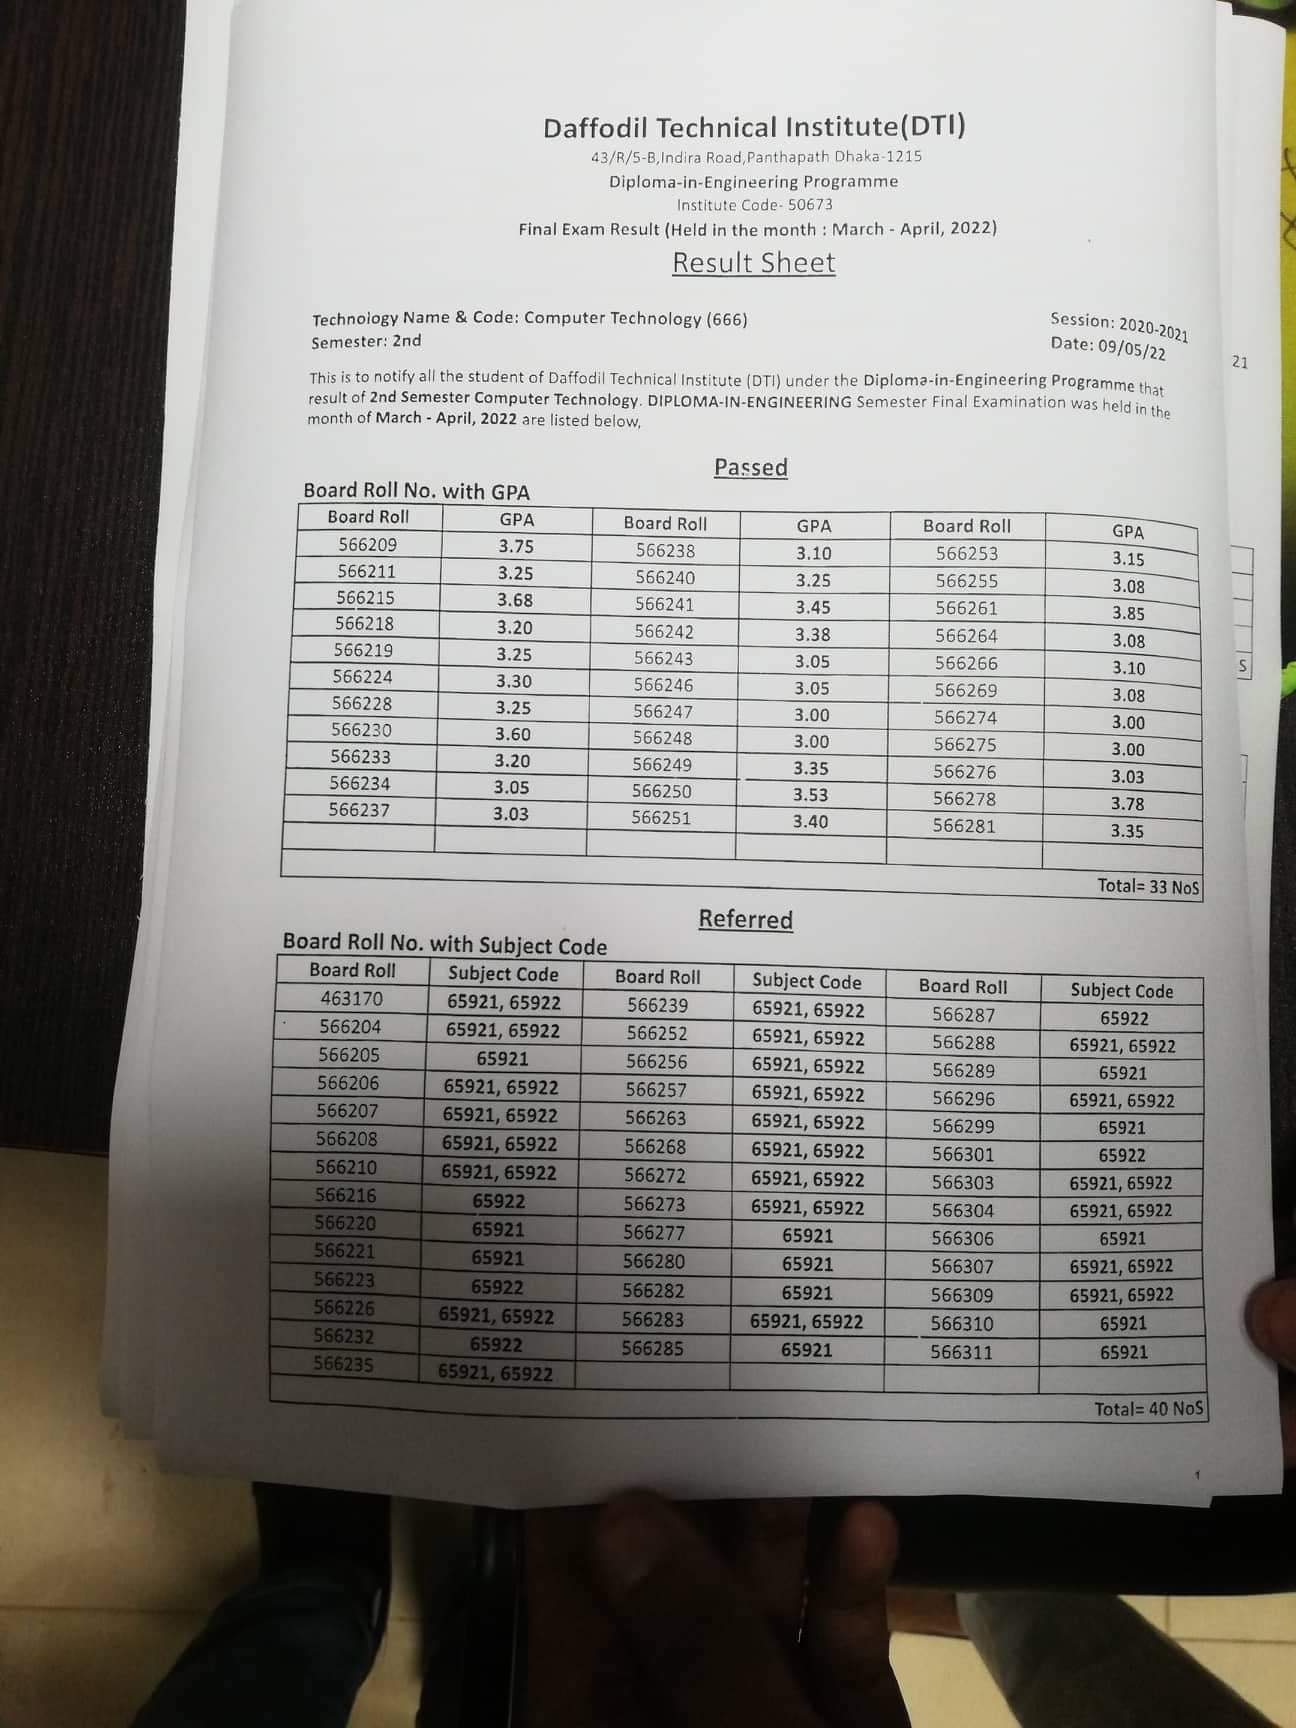 Daffodil Technical Institute(DTI)
43/R/5-B,Indira Road,Panthapath Dhaka-1215
Diploma-in-Engineering Programme
Institute Code- 50673
Final Exam Result (Held in the month : March - April, 2022)
Result Sheet
Technology Name & Code: Computer Technology (666) Session: 2020-2021
Semester: 2nd Date: 09/05/22
21
This is to notify all the student of Daffodil Technical Institute (DTI) under the Diploma-in-Engineering Programme that
result of 2nd Semester Computer Technology. DIPLOMA-IN-ENGINEERING Semester Final Examination was held in the
month of March - April, 2022 are listed below,
Passed
Board Roll No. with GPA
Board Roll GPA Board Roll GPA Board Roll GPA
566209 3.75 566238 3.10 566253 3.15
566211 3.25 566240 3.25 566255 3.08
566215 3.68 566241 3.45 566261 3.85
566218 3.20 566242 3.38 566264 3.08
566219 3.25 566243 3.05 566266 3.10
S
566224 3.30 566246 3.05 566269 3.08
566228 3.25 566247 3.00 566274 3.00
566230 3.60 566248 3.00 566275 3.00
566233 3.20 566249 3.35 566276 3.03
566234 3.05 566250 3.53 566278 3.78
566237 3.03 566251 3.40 566281 3.35
Total= 33 NoS
Referred
Board Roll No. with Subject Code
Board Roll Subject Code Board Roll Subject Code Board Roll Subject Code
463170 65921, 65922 566239 65921, 65922 566287 65922
566204 65921, 65922 566252 65921, 65922 566288 65921, 65922
566205 65921 566256 65921, 65922 566289 65921
566206 65921, 65922 566257 65921, 65922 566296 65921, 65922
566207 65921, 65922 566263 65921, 65922 566299 65921
566208 65921, 65922 566268 65921, 65922 566301 65922
566210 65921, 65922 566272 65921, 65922 566303 65921, 65922
566216 65922 566273 65921, 65922 566304 65921, 65922
566220 65921 566277 65921 566306 65921
566221 65921 566280 65921 566307 65921, 65922
566223 65922 566282 65921 566309 65921, 65922
566226 65921, 65922 566283 65921, 65922 566310 65921
566232 65922 566285 65921 566311 65921
566235 65921, 65922
Total= 40 NoS
1